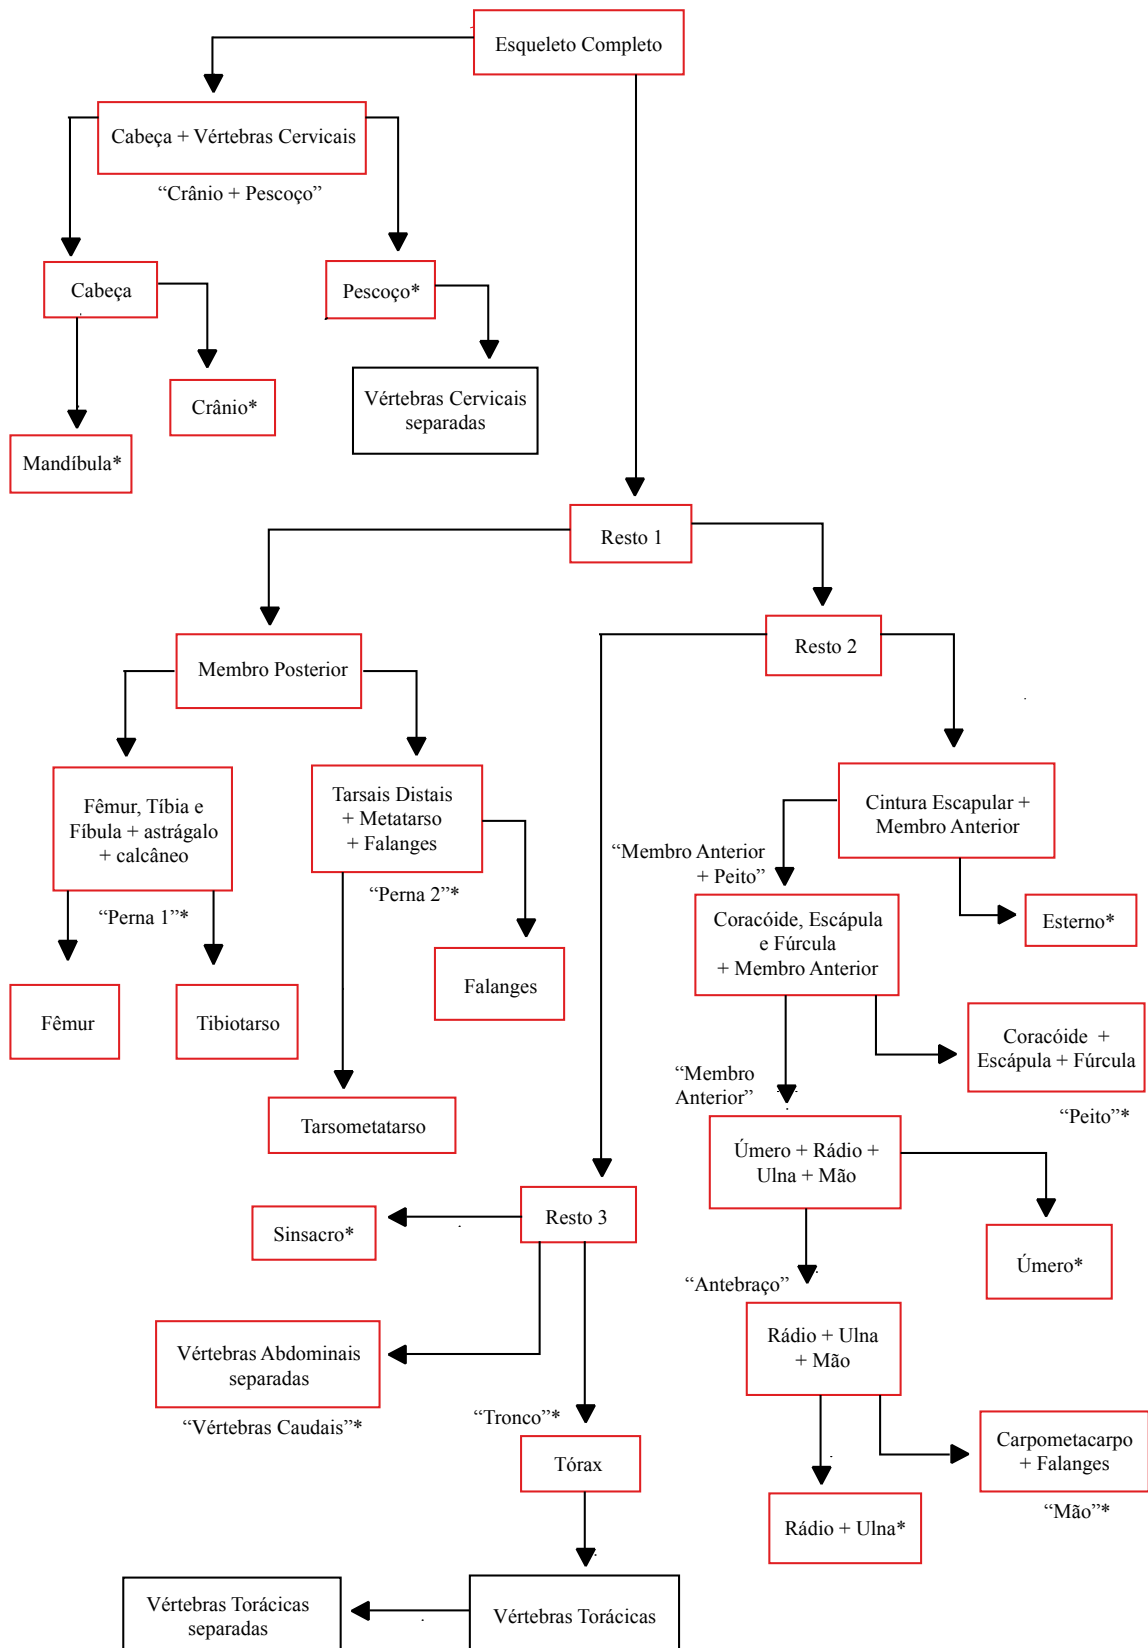 Esqueleto Completo
Cabeça + Vértebras Cervicais
“Crânio + Pescoço”
Cabeça
Pescoço*
Crânio*
Vértebras Cervicais
separadas
Mandíbula*
Resto 1
Membro Posterior
Resto 2
Fêmur, Tíbia e
Fíbula + astrágalo
+ calcâneo
“Perna 1”*
Tarsais Distais
+ Metatarso
+ Falanges
“Perna 2”*
Cintura Escapular +
Membro Anterior
“Membro Anterior
+ Peito”
Coracóide, Escápula
e Fúrcula
+ Membro Anterior
Esterno*
Fêmur
Tibiotarso
Falanges
Coracóide +
Escápula + Fúrcula
“Peito”*
“Membro
Anterior”
Tarsometatarso
Úmero + Rádio +
Ulna + Mão
Sinsacro*
Resto 3
Úmero*
“Antebraço”
Vértebras Abdominais
separadas
“Vértebras Caudais”*
“Tronco”*
Rádio + Ulna
+ Mão
Tórax
Carpometacarpo
+ Falanges
“Mão”*
Rádio + Ulna*
Vértebras Torácicas
separadas
Vértebras Torácicas